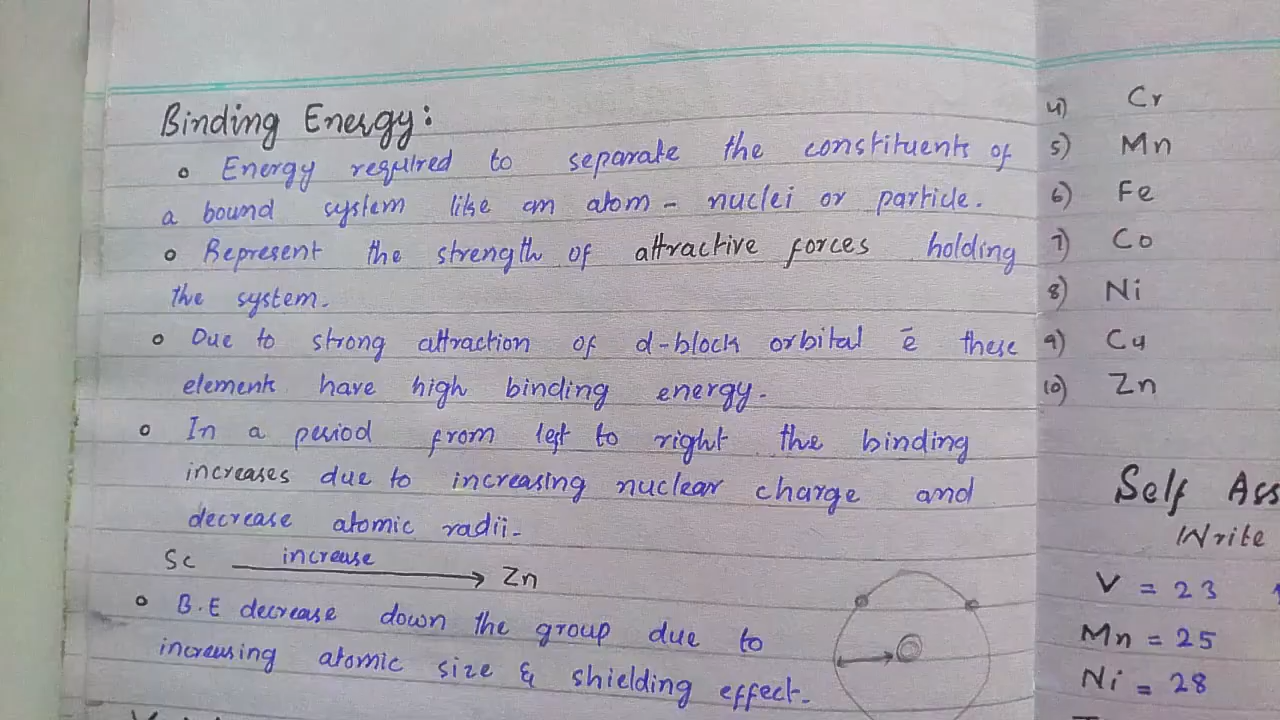 Binding Energy:
∘ Energy required to separate the constituents of
a bound system like an atom - nuclei or particle.
∘ Represent the strength of attractive forces holding
the system.
∘ Due to strong attraction of d-block orbital ē these
elements have high binding energy.
∘ In a period from left to right the binding
increases due to increasing nuclear charge and
decrease atomic radii.
Sc increase → Zn
∘ B.E decrease down the group due to
increasing atomic size & shielding effect.
4) Cr
5) Mn
6) Fe
7) Co
8) Ni
9) Cu
10) Zn
Self Ass
Write
V = 23
Mn = 25
Ni = 28